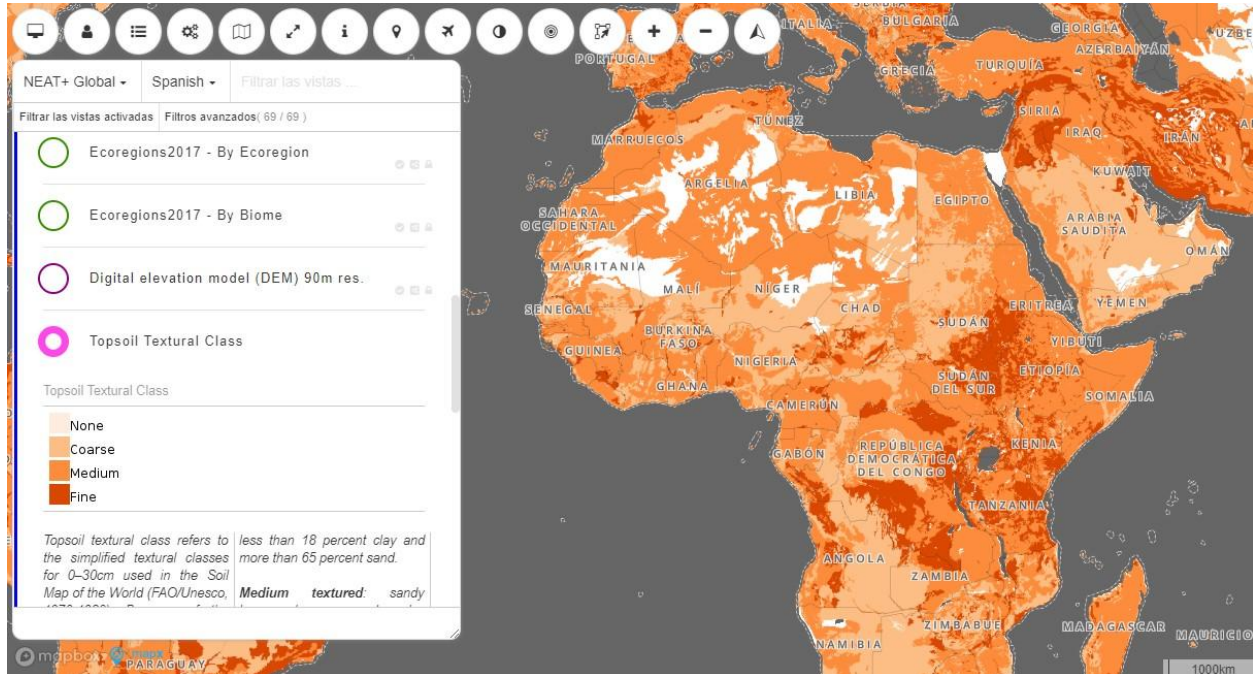 NEAT+ Global
Spanish
Filtrar las vistas ...
Filtrar las vistas activadas
Filtros avanzados( 69 / 69 )
Ecoregions2017 - By Ecoregion
Ecoregions2017 - By Biome
Digital elevation model (DEM) 90m res.
Topsoil Textural Class
Topsoil Textural Class
None
Coarse
Medium
Fine
Topsoil textural class refers to
the simplified textural classes
for 0–30cm used in the Soil
Map of the World (FAO/Unesco,
less than 18 percent clay and
more than 65 percent sand.
Medium textured: sandy
mapbox
mapx
PARAGUAY
PORTUGAL
ITALIA
BULGARIA
GRECIA
TURQUÍA
GEORGIA
AZERBAIYÁN
SIRIA
IRAQ
IRÁN
KUWAIT
TÚNEZ
MARRUECOS
ARGELIA
LIBIA
EGIPTO
ARABIA
SAUDITA
OMÁN
YEMEN
SAHARA
OCCIDENTAL
MAURITANIA
MALÍ
NÍGER
CHAD
SUDÁN
ERITREA
YIBUTI
SENEGAL
BURKINA
FASO
GUINEA
NIGERIA
GHANA
CAMERÚN
SUDÁN
DEL SUR
ETIOPÍA
SOMALIA
GABÓN
REPÚBLICA
DEMOCRÁTICA
DEL CONGO
KENIA
TANZANIA
ANGOLA
ZAMBIA
ZIMBABUE
NAMIBIA
MADAGASCAR
MAURICIO
1000km